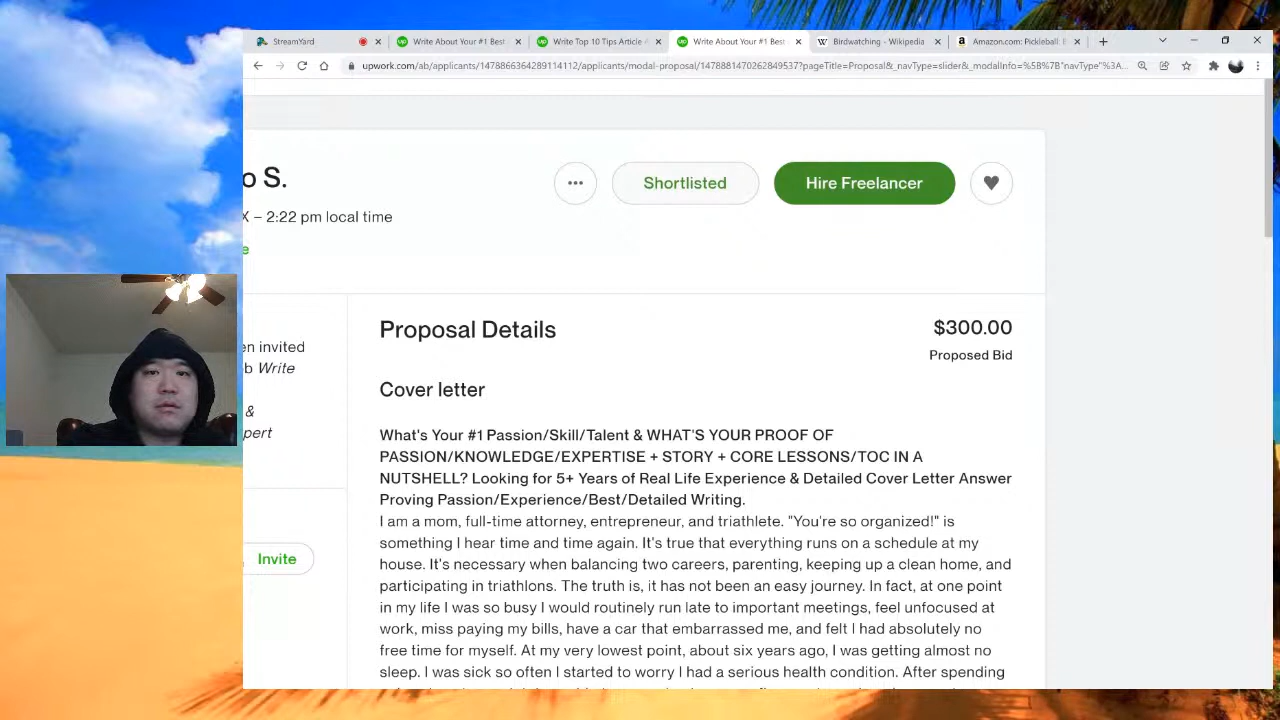 StreamYard
Write About Your #1 Best
Write Top 10 Tips Article
Write About Your #1 Best
Birdwatching - Wikipedia
Amazon.com: Pickleball:
upwork.com/ab/applicants/1478866364289114112/applicants/modal-proposal/1478881470262849537?pageTitle=Proposal&_navType=slider&_modalInfo=%5B%7B"navType"%3A...
o S.
Shortlisted
Hire Freelancer
X – 2:22 pm local time
e
en invited
b Write
&
pert
Invite
Proposal Details
$300.00
Proposed Bid
Cover letter
What's Your #1 Passion/Skill/Talent & WHAT'S YOUR PROOF OF
PASSION/KNOWLEDGE/EXPERTISE + STORY + CORE LESSONS/TOC IN A
NUTSHELL? Looking for 5+ Years of Real Life Experience & Detailed Cover Letter Answer
Proving Passion/Experience/Best/Detailed Writing.
I am a mom, full-time attorney, entrepreneur, and triathlete. "You're so organized!" is
something I hear time and time again. It's true that everything runs on a schedule at my
house. It's necessary when balancing two careers, parenting, keeping up a clean home, and
participating in triathlons. The truth is, it has not been an easy journey. In fact, at one point
in my life I was so busy I would routinely run late to important meetings, feel unfocused at
work, miss paying my bills, have a car that embarrassed me, and felt I had absolutely no
free time for myself. At my very lowest point, about six years ago, I was getting almost no
sleep. I was sick so often I started to worry I had a serious health condition. After spending